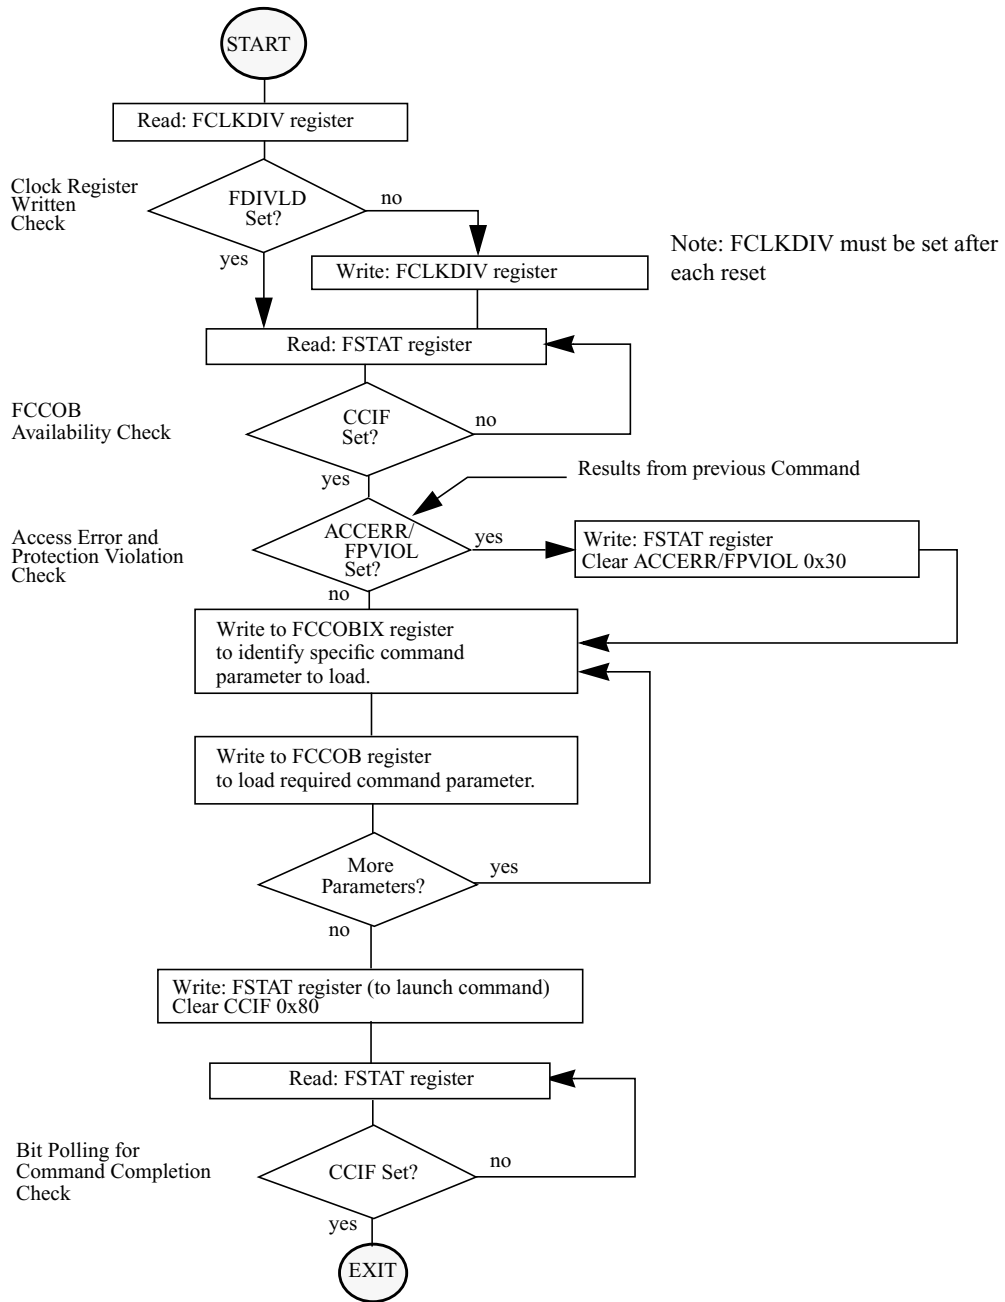 START
Read: FCLKDIV register
Clock Register
Written
Check
FDIVLD
Set?
no
yes
Write: FCLKDIV register
Note: FCLKDIV must be set after
each reset
Read: FSTAT register
FCCOB
Availability Check
CCIF
Set?
no
yes
Results from previous Command
Access Error and
Protection Violation
Check
ACCERR/
FPVIOL
Set?
yes
no
Write: FSTAT register
Clear ACCERR/FPVIOL 0x30
Write to FCCOBIX register
to identify specific command
parameter to load.
Write to FCCOB register
to load required command parameter.
More
Parameters?
yes
no
Write: FSTAT register (to launch command)
Clear CCIF 0x80
Read: FSTAT register
Bit Polling for
Command Completion
Check
CCIF Set?
no
yes
EXIT